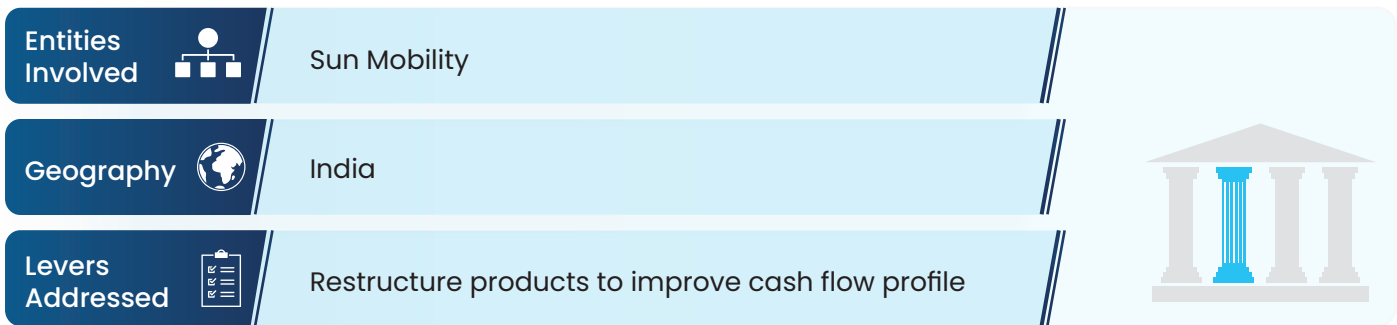 Entities
Involved
Sun Mobility
Geography
India
Levers
Addressed
Restructure products to improve cash flow profile